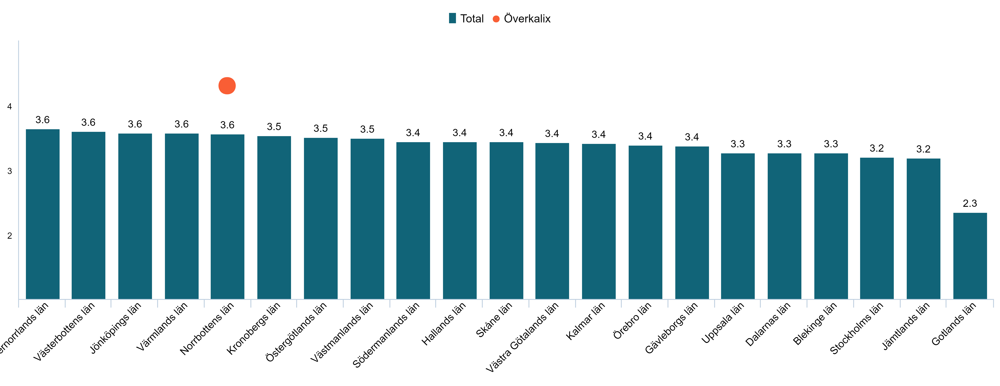 Total Överkalix
4
3
2
3.6 3.6 3.6 3.6 3.6 3.5 3.5 3.5 3.4 3.4 3.4 3.4 3.4 3.4 3.4 3.3 3.3 3.3 3.2 3.2 2.3
ernorrlands län
Västerbottens län
Jönköpings län
Värmlands län
Norrbottens län
Kronobergs län
Östergötlands län
Västmanlands län
Södermanlands län
Hallands län
Skåne län
Västra Götalands län
Kalmar län
Örebro län
Gävleborgs län
Uppsala län
Dalarnas län
Blekinge län
Stockholms län
Jämtlands län
Gotlands län